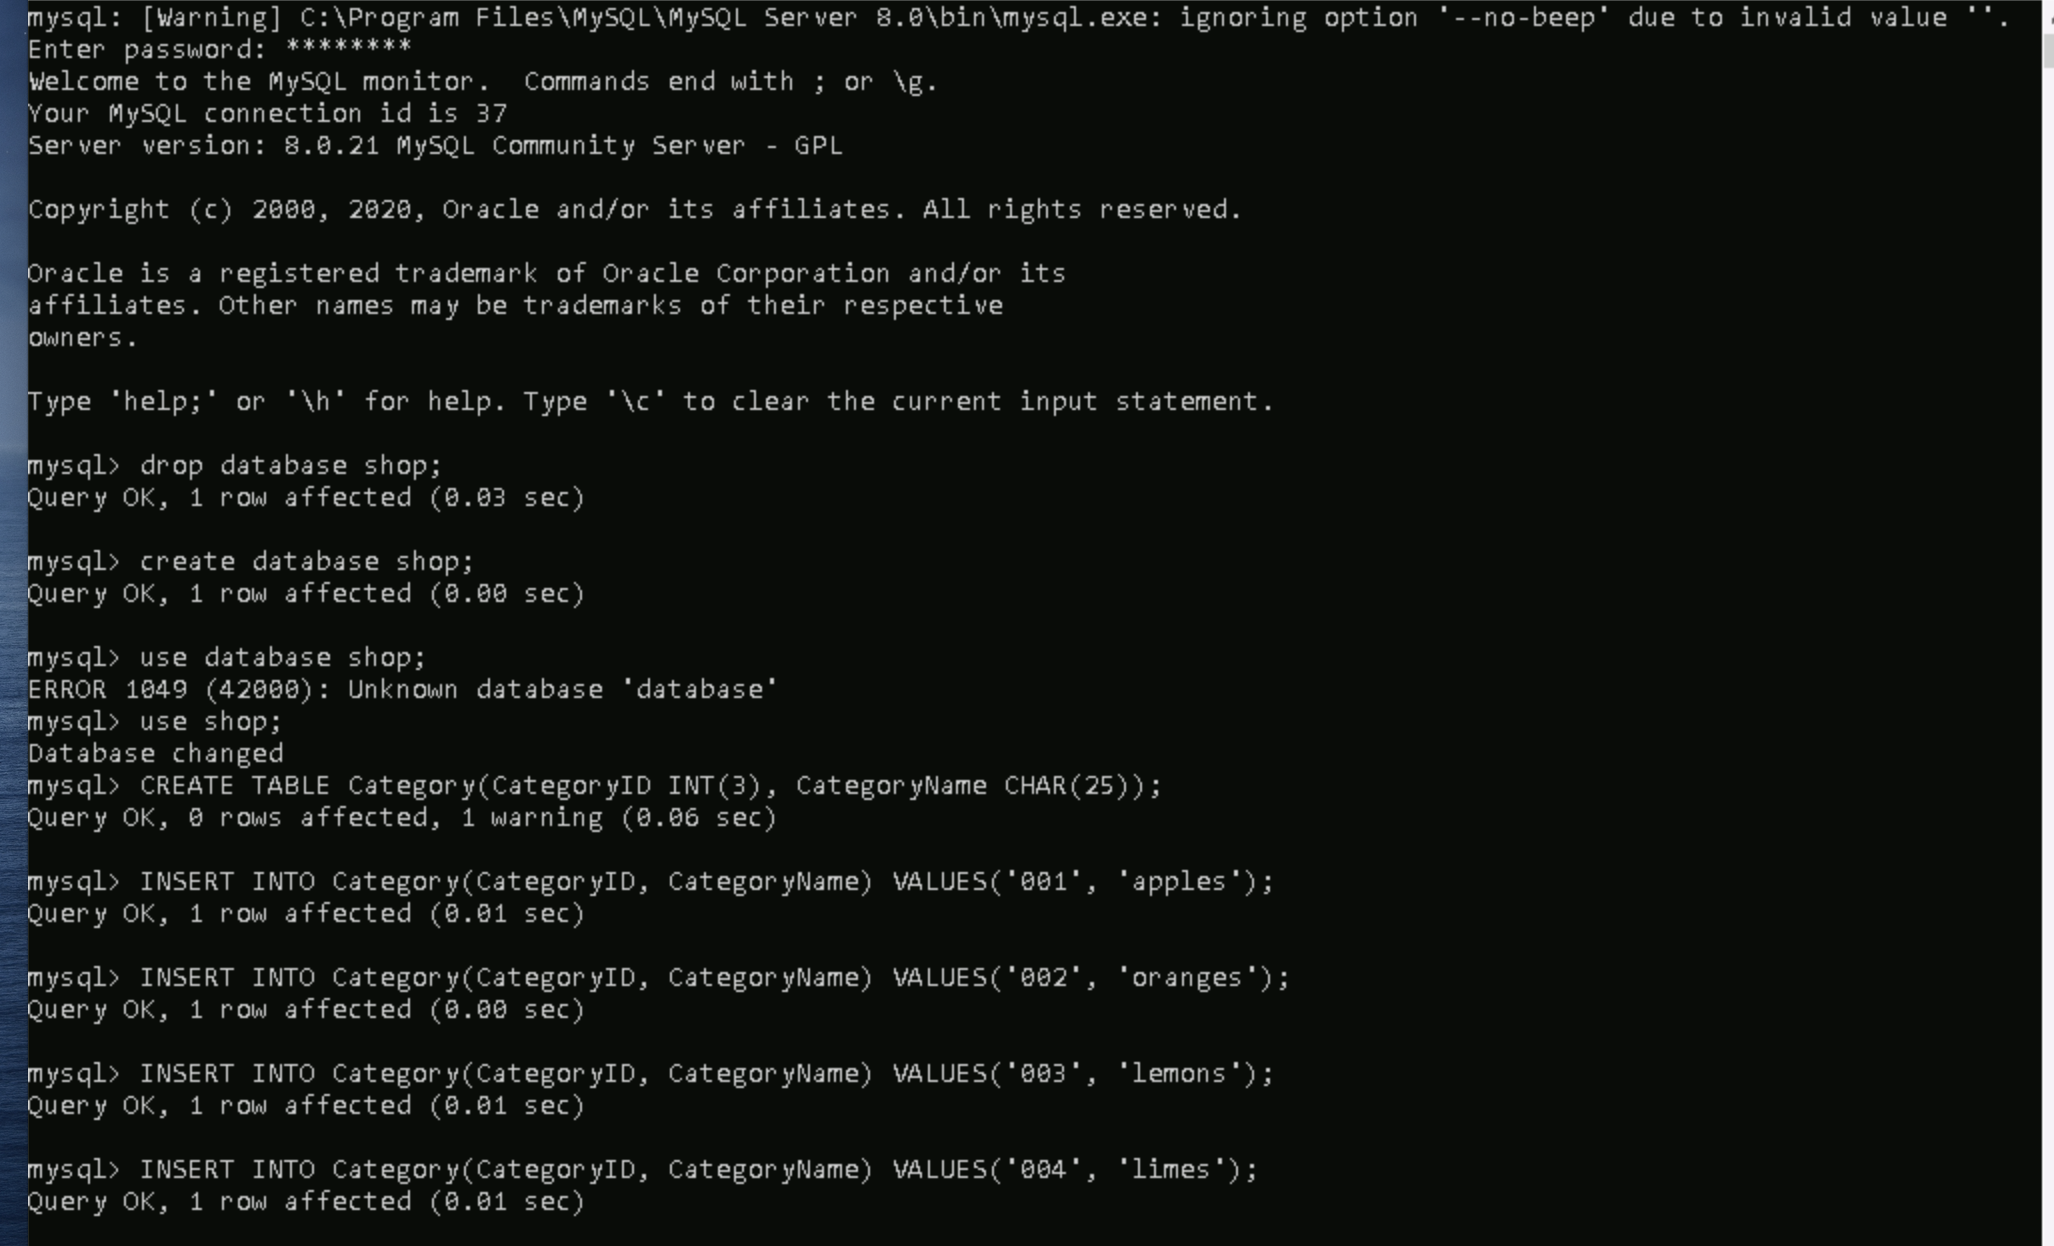 mysql: [Warning] C:\Program Files\MySQL\MySQL Server 8.0\bin\mysql.exe: ignoring option '--no-beep' due to invalid value ''.
Enter password: ********
Welcome to the MySQL monitor.  Commands end with ; or \g.
Your MySQL connection id is 37
Server version: 8.0.21 MySQL Community Server - GPL
Copyright (c) 2000, 2020, Oracle and/or its affiliates. All rights reserved.
Oracle is a registered trademark of Oracle Corporation and/or its
affiliates. Other names may be trademarks of their respective
owners.
Type 'help;' or '\h' for help. Type '\c' to clear the current input statement.
mysql> drop database shop;
Query OK, 1 row affected (0.03 sec)
mysql> create database shop;
Query OK, 1 row affected (0.00 sec)
mysql> use database shop;
ERROR 1049 (42000): Unknown database 'database'
mysql> use shop;
Database changed
mysql> CREATE TABLE Category(CategoryID INT(3), CategoryName CHAR(25));
Query OK, 0 rows affected, 1 warning (0.06 sec)
mysql> INSERT INTO Category(CategoryID, CategoryName) VALUES('001', 'apples');
Query OK, 1 row affected (0.01 sec)
mysql> INSERT INTO Category(CategoryID, CategoryName) VALUES('002', 'oranges');
Query OK, 1 row affected (0.00 sec)
mysql> INSERT INTO Category(CategoryID, CategoryName) VALUES('003', 'lemons');
Query OK, 1 row affected (0.01 sec)
mysql> INSERT INTO Category(CategoryID, CategoryName) VALUES('004', 'limes');
Query OK, 1 row affected (0.01 sec)